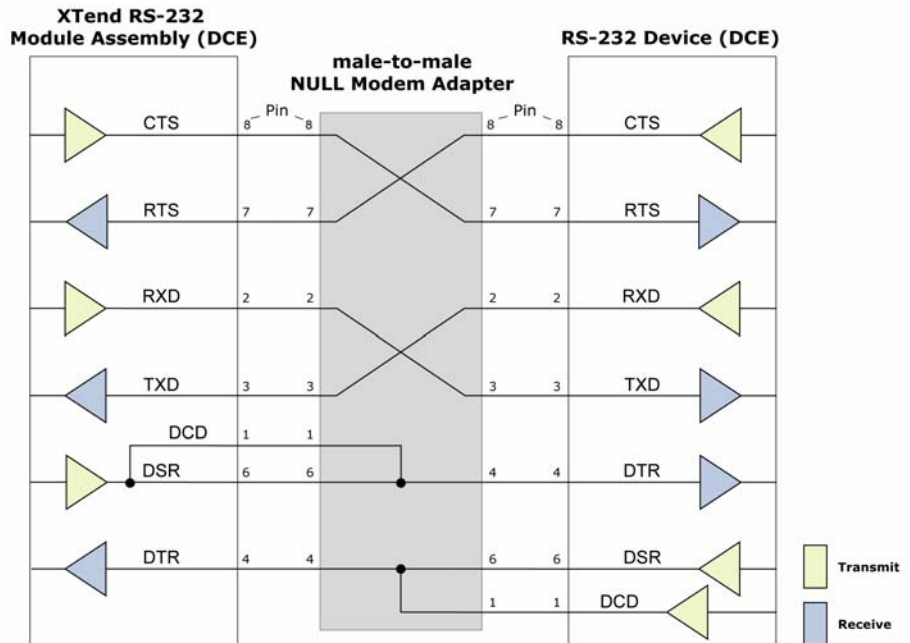 XTend RS-232
Module Assembly (DCE)
RS-232 Device (DCE)
male-to-male
NULL Modem Adapter
CTS 8 Pin 8 8 Pin 8 CTS
RTS 7 7 7 7 RTS
RXD 2 2 2 2 RXD
TXD 3 3 3 3 TXD
DCD 1 1
DSR 6 6 4 4 DTR
DTR 4 4 6 6 DSR
1 1 DCD
Transmit
Receive